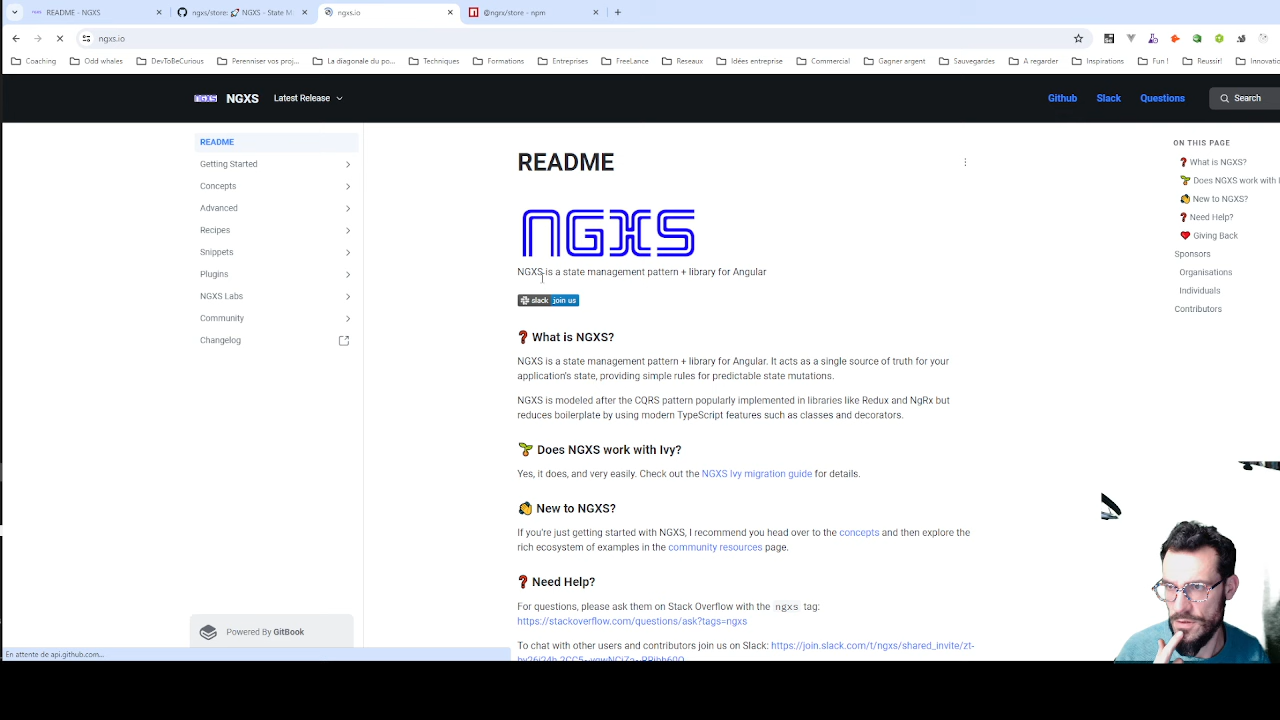 README - NGXS
ngxs/store: 🚀 NGXS - State M
ngxs.io
@ngrx/store - npm
ngxs.io
Coaching
Odd whales
DevToBeCurious
Perenniser vos proj...
La diagonale du po...
Techniques
Formations
Entreprises
FreeLance
Reseaux
Idées entreprise
Commercial
Gagner argent
Sauvegardes
A regarder
Inspirations
Fun !
Reussir!
Innovatio
NGXS NGXS
Latest Release
Github
Slack
Questions
Search
README
Getting Started
Concepts
Advanced
Recipes
Snippets
Plugins
NGXS Labs
Community
Changelog
Powered By GitBook
En attente de api.github.com...
README
NGXS
NGXS is a state management pattern + library for Angular
slack join us
❓ What is NGXS?
NGXS is a state management pattern + library for Angular. It acts as a single source of truth for your
application's state, providing simple rules for predictable state mutations.
NGXS is modeled after the CQRS pattern popularly implemented in libraries like Redux and NgRx but
reduces boilerplate by using modern TypeScript features such as classes and decorators.
🌱 Does NGXS work with Ivy?
Yes, it does, and very easily. Check out the NGXS Ivy migration guide for details.
👋 New to NGXS?
If you're just getting started with NGXS, I recommend you head over to the concepts and then explore the
rich ecosystem of examples in the community resources page.
❓ Need Help?
For questions, please ask them on Stack Overflow with the ngxs tag:
https://stackoverflow.com/questions/ask?tags=ngxs
To chat with other users and contributors join us on Slack: https://join.slack.com/t/ngxs/shared_invite/zt-
ON THIS PAGE
❓ What is NGXS?
🌱 Does NGXS work with I
👋 New to NGXS?
❓ Need Help?
❤️ Giving Back
Sponsors
Organisations
Individuals
Contributors